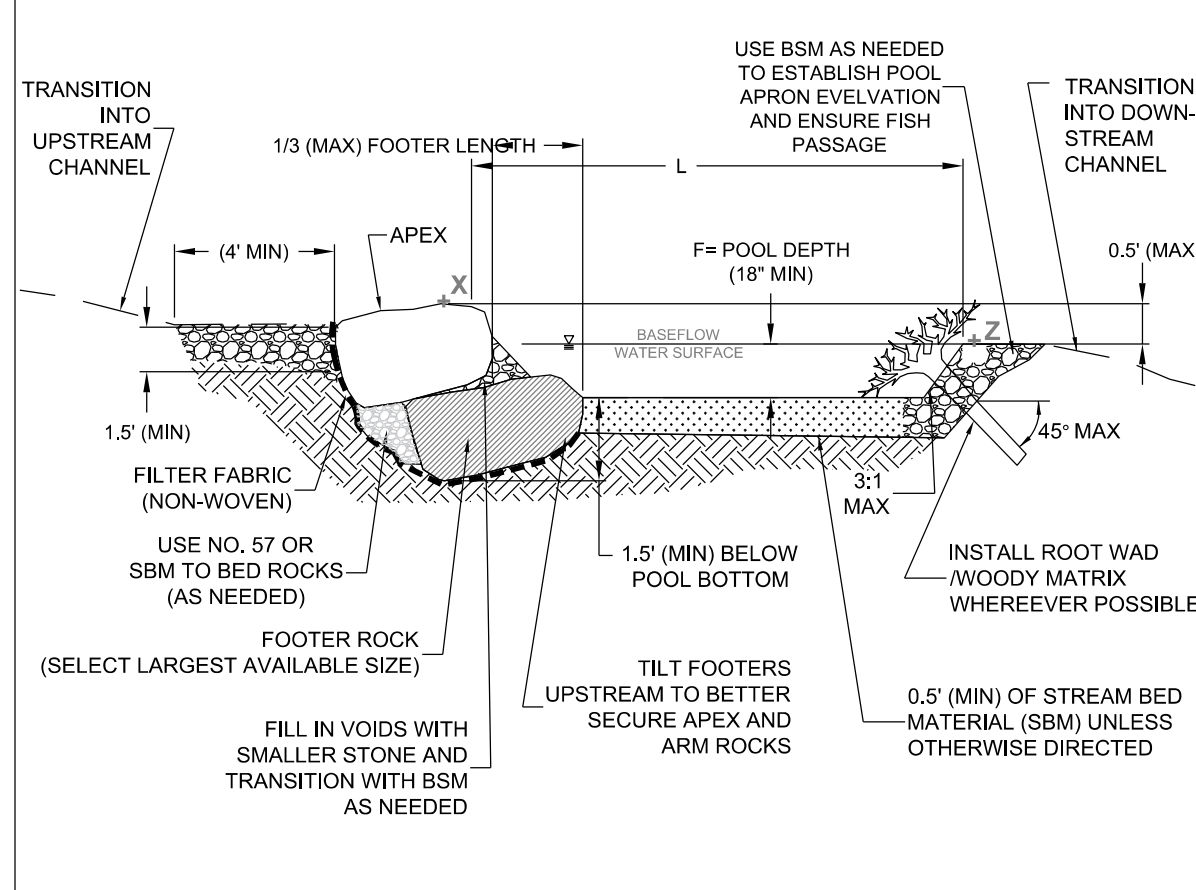 TRANSITION
INTO
UPSTREAM
CHANNEL
USE BSM AS NEEDED
TO ESTABLISH POOL
APRON EVELVATION
AND ENSURE FISH
PASSAGE
TRANSITION
INTO DOWN-
STREAM
CHANNEL
1/3 (MAX) FOOTER LENGTH
L
(4' MIN)
APEX
F= POOL DEPTH
(18" MIN)
0.5' (MAX
X
BASEFLOW
WATER SURFACE
Z
1.5' (MIN)
45° MAX
FILTER FABRIC
(NON-WOVEN)
3:1
MAX
USE NO. 57 OR
SBM TO BED ROCKS
(AS NEEDED)
1.5' (MIN) BELOW
POOL BOTTOM
INSTALL ROOT WAD
/WOODY MATRIX
WHEREEVER POSSIBLE
FOOTER ROCK
(SELECT LARGEST AVAILABLE SIZE)
TILT FOOTERS
UPSTREAM TO BETTER
SECURE APEX AND
ARM ROCKS
0.5' (MIN) OF STREAM BED
MATERIAL (SBM) UNLESS
OTHERWISE DIRECTED
FILL IN VOIDS WITH
SMALLER STONE AND
TRANSITION WITH BSM
AS NEEDED